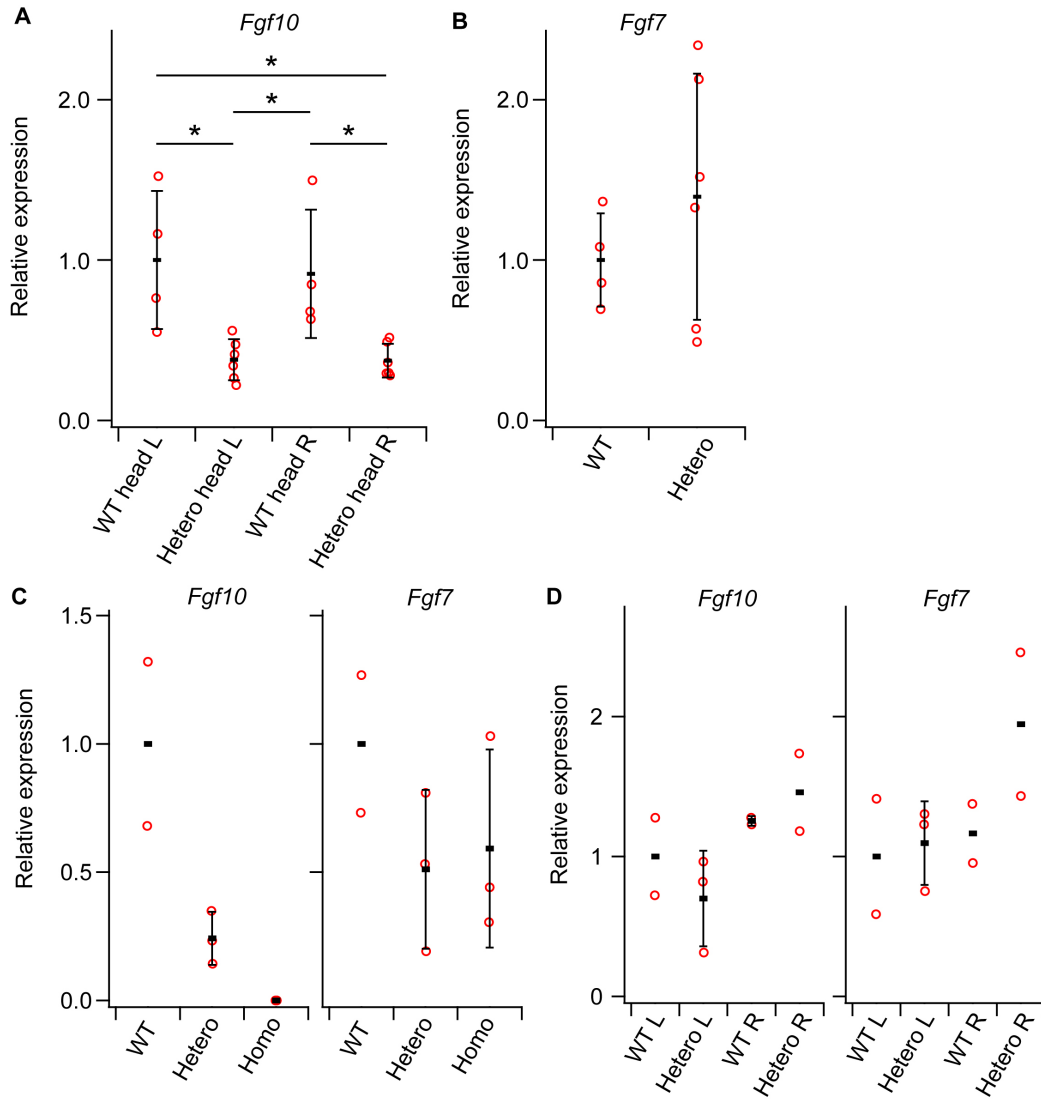 A
Fgf10
Relative expression
2.0
1.0
0.0
*
*
*
*
WT head L
Hetero head L
WT head R
Hetero head R
B
Fgf7
Relative expression
2.0
1.0
0.0
WT
Hetero
C
Fgf10
Fgf7
Relative expression
1.5
1.0
0.5
0.0
WT
Hetero
Homo
WT
Hetero
Homo
D
Fgf10
Fgf7
Relative expression
2
1
0
WT L
Hetero L
WT R
Hetero R
WT L
Hetero L
WT R
Hetero R